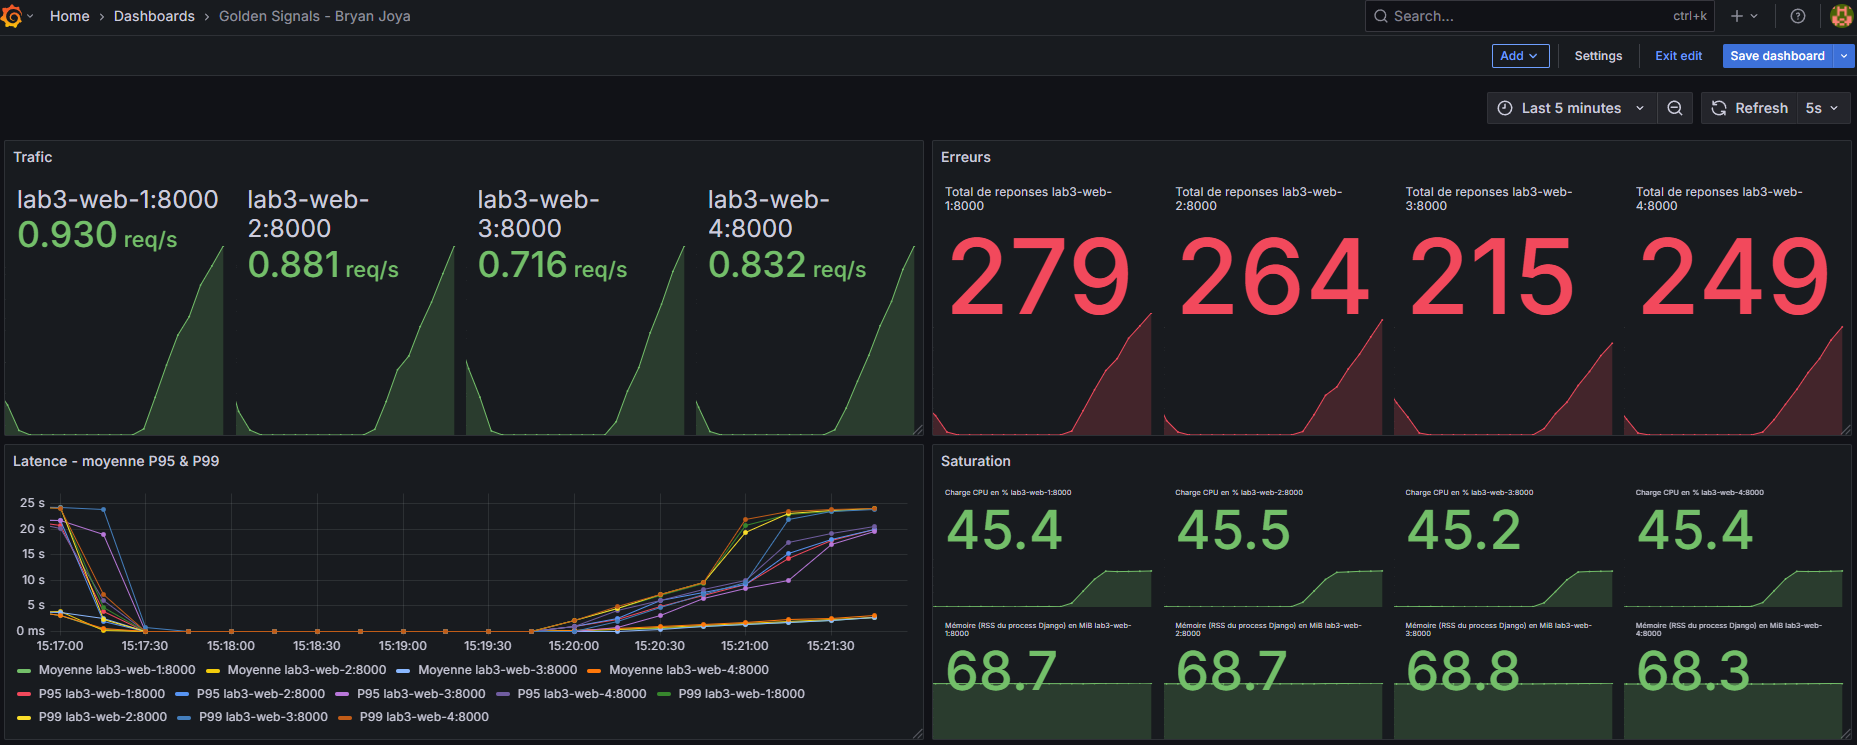 Home › Dashboards › Golden Signals - Bryan Joya
Search... ctrl+k
Add Settings Exit edit Save dashboard
Last 5 minutes Refresh 5s
Trafic
lab3-web-1:8000
0.930 req/s
lab3-web-
2:8000
0.881 req/s
lab3-web-
3:8000
0.716 req/s
lab3-web-
4:8000
0.832 req/s
Erreurs
Total de reponses lab3-web-
1:8000
279
Total de reponses lab3-web-
2:8000
264
Total de reponses lab3-web-
3:8000
215
Total de reponses lab3-web-
4:8000
249
Latence - moyenne P95 & P99
25 s
20 s
15 s
10 s
5 s
0 ms
15:17:00 15:17:30 15:18:00 15:18:30 15:19:00 15:19:30 15:20:00 15:20:30 15:21:00 15:21:30
Moyenne lab3-web-1:8000 Moyenne lab3-web-2:8000 Moyenne lab3-web-3:8000 Moyenne lab3-web-4:8000
P95 lab3-web-1:8000 P95 lab3-web-2:8000 P95 lab3-web-3:8000 P95 lab3-web-4:8000 P99 lab3-web-1:8000
P99 lab3-web-2:8000 P99 lab3-web-3:8000 P99 lab3-web-4:8000
Saturation
Charge CPU en % lab3-web-1:8000
45.4
Charge CPU en % lab3-web-2:8000
45.5
Charge CPU en % lab3-web-3:8000
45.2
Charge CPU en % lab3-web-4:8000
45.4
Mémoire (RSS du process Django) en MiB lab3-web-
1:8000
68.7
Mémoire (RSS du process Django) en MiB lab3-web-
2:8000
68.7
Mémoire (RSS du process Django) en MiB lab3-web-
3:8000
68.8
Mémoire (RSS du process Django) en MiB lab3-web-
4:8000
68.3